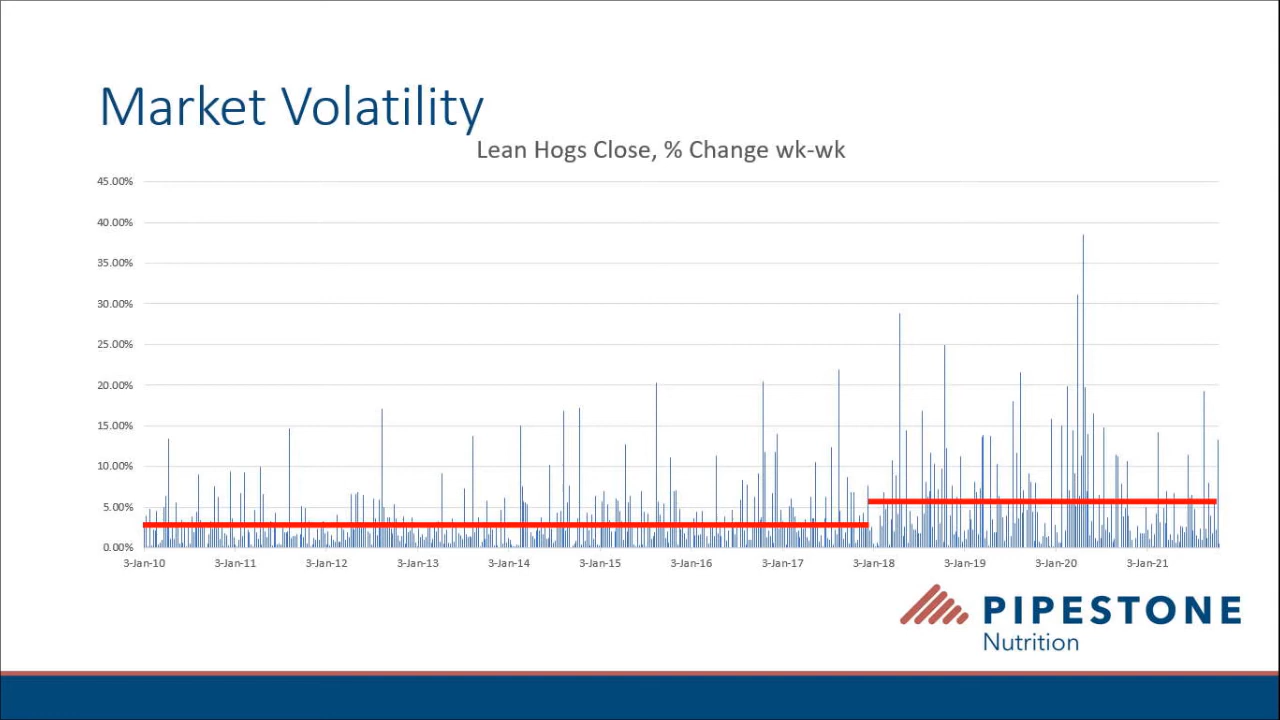 Market Volatility
Lean Hogs Close, % Change wk-wk
45.00%
40.00%
35.00%
30.00%
25.00%
20.00%
15.00%
10.00%
5.00%
0.00%
3-Jan-10 3-Jan-11 3-Jan-12 3-Jan-13 3-Jan-14 3-Jan-15 3-Jan-16 3-Jan-17 3-Jan-18 3-Jan-19 3-Jan-20 3-Jan-21
PIPESTONE
Nutrition